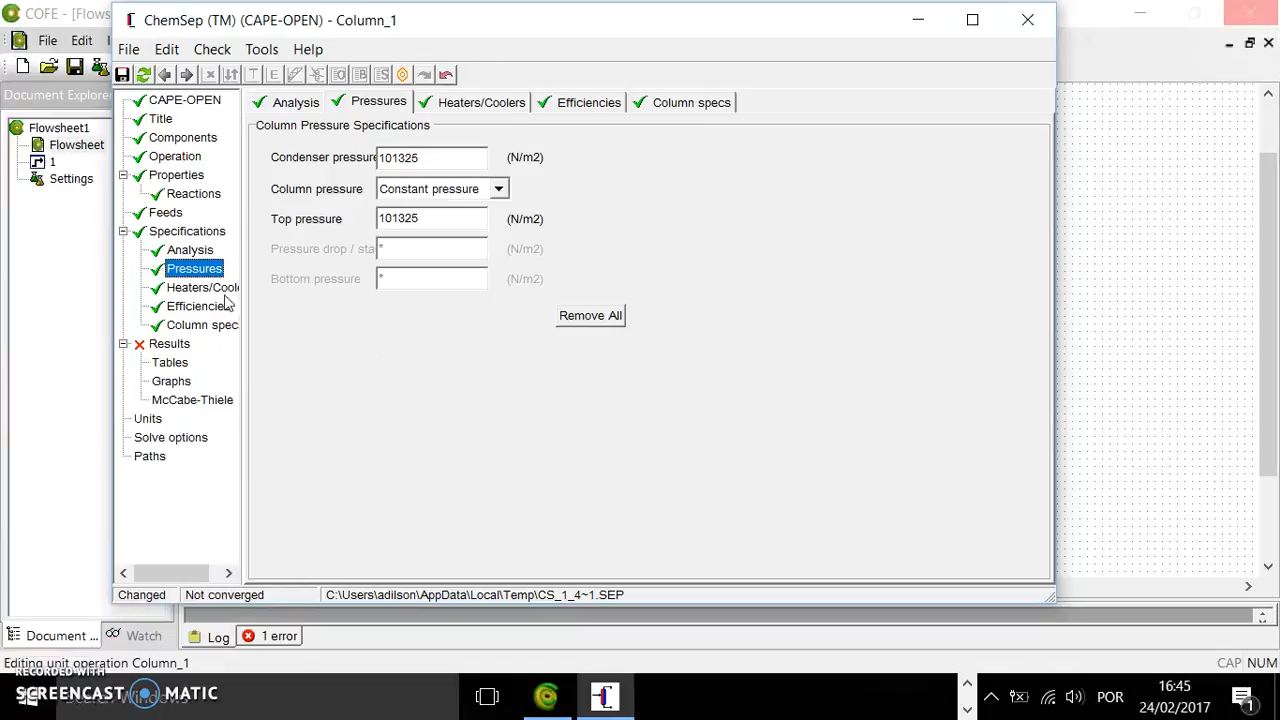 COFE - [Flows
File Edit
Document Explorer
Flowsheet1
Flowsheet
1
Settings
ChemSep (TM) (CAPE-OPEN) - Column_1
File Edit Check Tools Help
CAPE-OPEN
Title
Components
Operation
Properties
Reactions
Feeds
Specifications
Analysis
Pressures
Heaters/Coole
Efficiencie
Column spec
Results
Tables
Graphs
McCabe-Thiele
Units
Solve options
Paths
Analysis Pressures Heaters/Coolers Efficiencies Column specs
Column Pressure Specifications
Condenser pressure 101325 (N/m2)
Column pressure Constant pressure
Top pressure 101325 (N/m2)
Pressure drop / sta * (N/m2)
Bottom pressure * (N/m2)
Remove All
Changed Not converged C:\Users\adilson\AppData\Local\Temp\CS_1_4~1.SEP
Document ... Watch Log 1 error
Editing unit operation Column_1 CAP NUM
RECORDED WITH
SCREENCAST MATIC
Search Windows
POR
16:45
24/02/2017
1